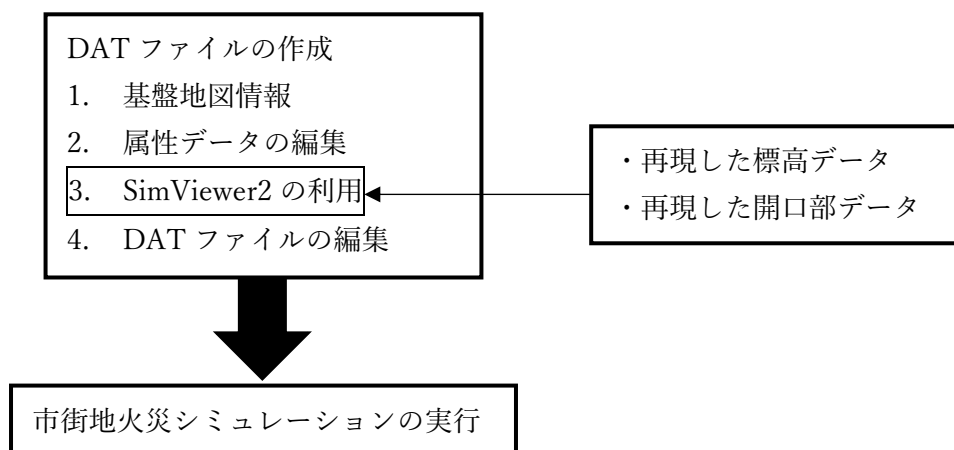 DAT ファイルの作成
1. 基盤地図情報
2. 属性データの編集
3. SimViewer2 の利用
4. DAT ファイルの編集
・再現した標高データ
・再現した開口部データ
市街地火災シミュレーションの実行